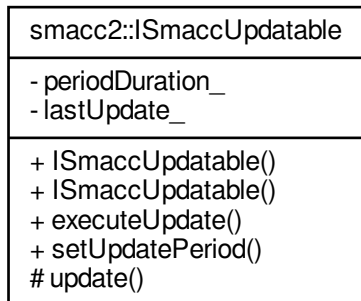 smacc2::ISmaccUpdatable
- periodDuration_
- lastUpdate_
+ ISmaccUpdatable()
+ ISmaccUpdatable()
+ executeUpdate()
+ setUpdatePeriod()
# update()